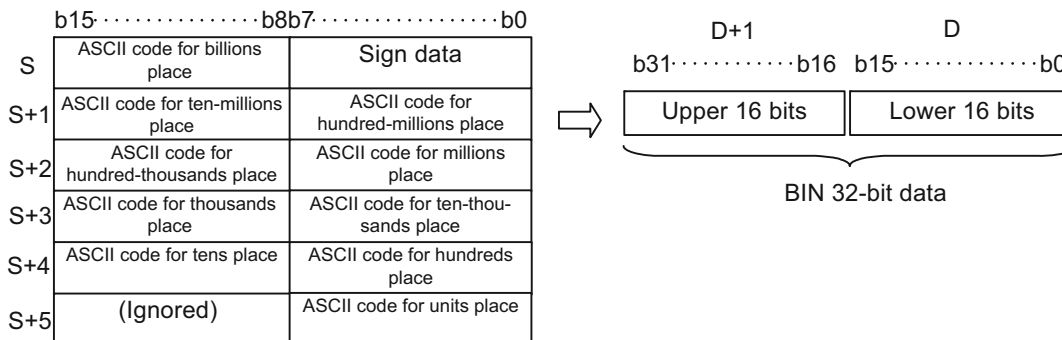 b15··············b8b7··············b0
S
ASCII code for billions
place
Sign data
S+1
ASCII code for ten-millions
place
ASCII code for
hundred-millions place
S+2
ASCII code for
hundred-thousands place
ASCII code for millions
place
S+3
ASCII code for thousands
place
ASCII code for ten-thou-
sands place
S+4
ASCII code for tens place
ASCII code for hundreds
place
S+5
(Ignored)
ASCII code for units place
D+1
D
b31··········b16
b15··············b0
Upper 16 bits
Lower 16 bits
BIN 32-bit data